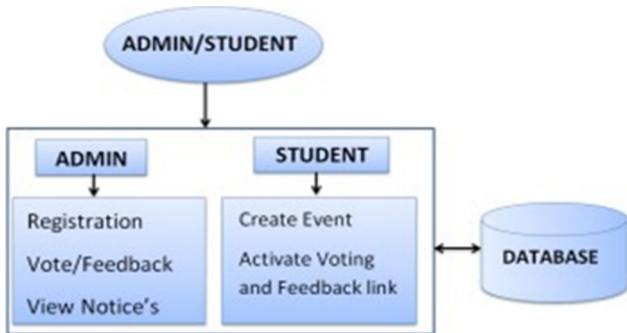 ADMIN/STUDENT
ADMIN
Registration
Vote/Feedback
View Notice's
STUDENT
Create Event
Activate Voting
and Feedback link
DATABASE